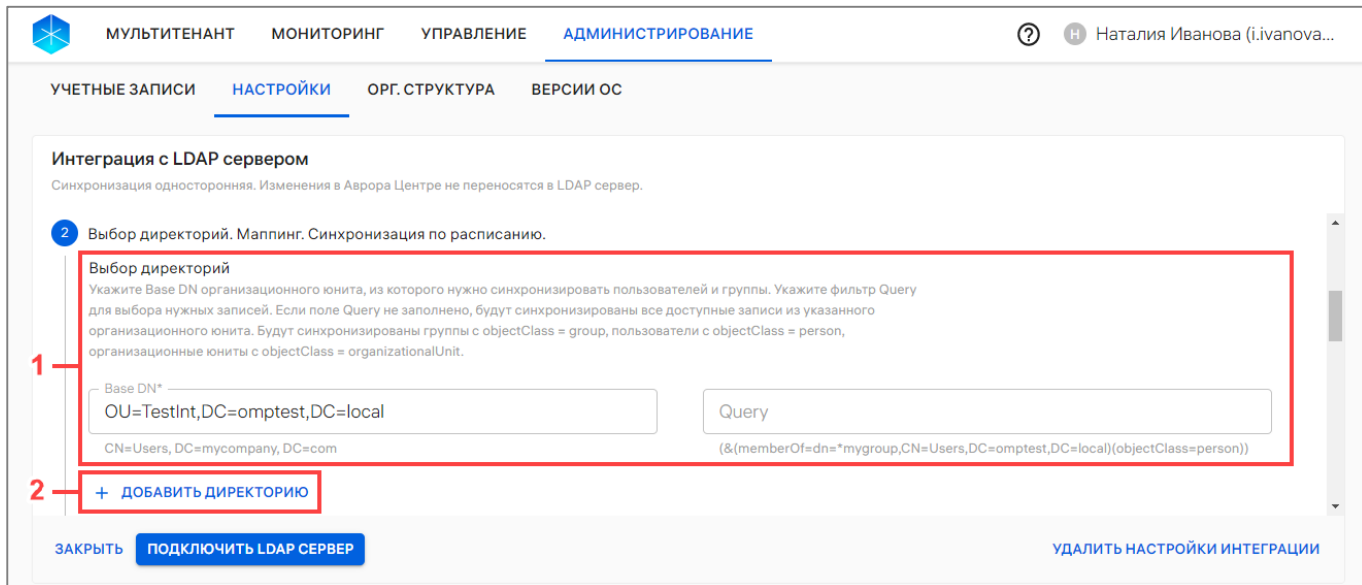 МУЛЬТИТЕНАНТ МОНИТОРИНГ УПРАВЛЕНИЕ АДМИНИСТРИРОВАНИЕ ? Н Наталия Иванова (i.ivanova...
УЧЕТНЫЕ ЗАПИСИ НАСТРОЙКИ ОРГ. СТРУКТУРА ВЕРСИИ ОС
Интеграция с LDAP сервером
Синхронизация односторонняя. Изменения в Аврора Центре не переносятся в LDAP сервер.
2 Выбор директорий. Маппинг. Синхронизация по расписанию.
Выбор директорий
Укажите Base DN организационного юнита, из которого нужно синхронизировать пользователей и группы. Укажите фильтр Query
для выбора нужных записей. Если поле Query не заполнено, будут синхронизированы все доступные записи из указанного
организационного юнита. Будут синхронизированы группы с objectClass = group, пользователи с objectClass = person,
организационные юниты с objectClass = organizationalUnit.
1
Base DN*
OU=TestInt,DC=omptest,DC=local Query
CN=Users, DC=mycompany, DC=com (&(memberOf=dn=*mygroup,CN=Users,DC=omptest,DC=local)(objectClass=person))
2 + ДОБАВИТЬ ДИРЕКТОРИЮ
ЗАКРЫТЬ ПОДКЛЮЧИТЬ LDAP СЕРВЕР УДАЛИТЬ НАСТРОЙКИ ИНТЕГРАЦИИ